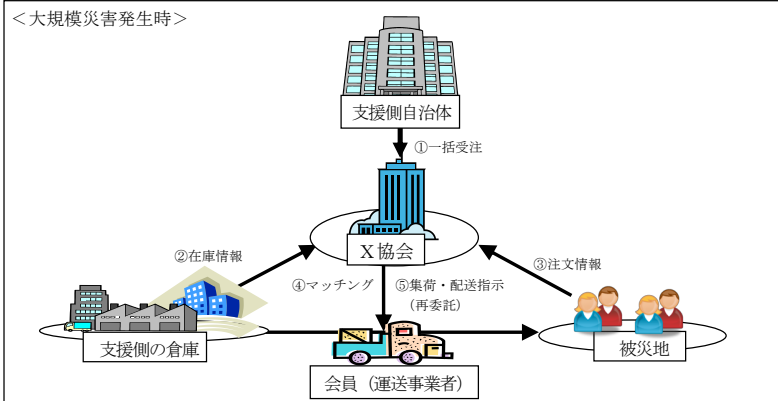 ＜大規模災害発生時＞
支援側自治体
①一括受注
Ｘ協会
②在庫情報
③注文情報
④マッチング
⑤集荷・配送指示
（再委託）
支援側の倉庫
被災地
会員（運送事業者）